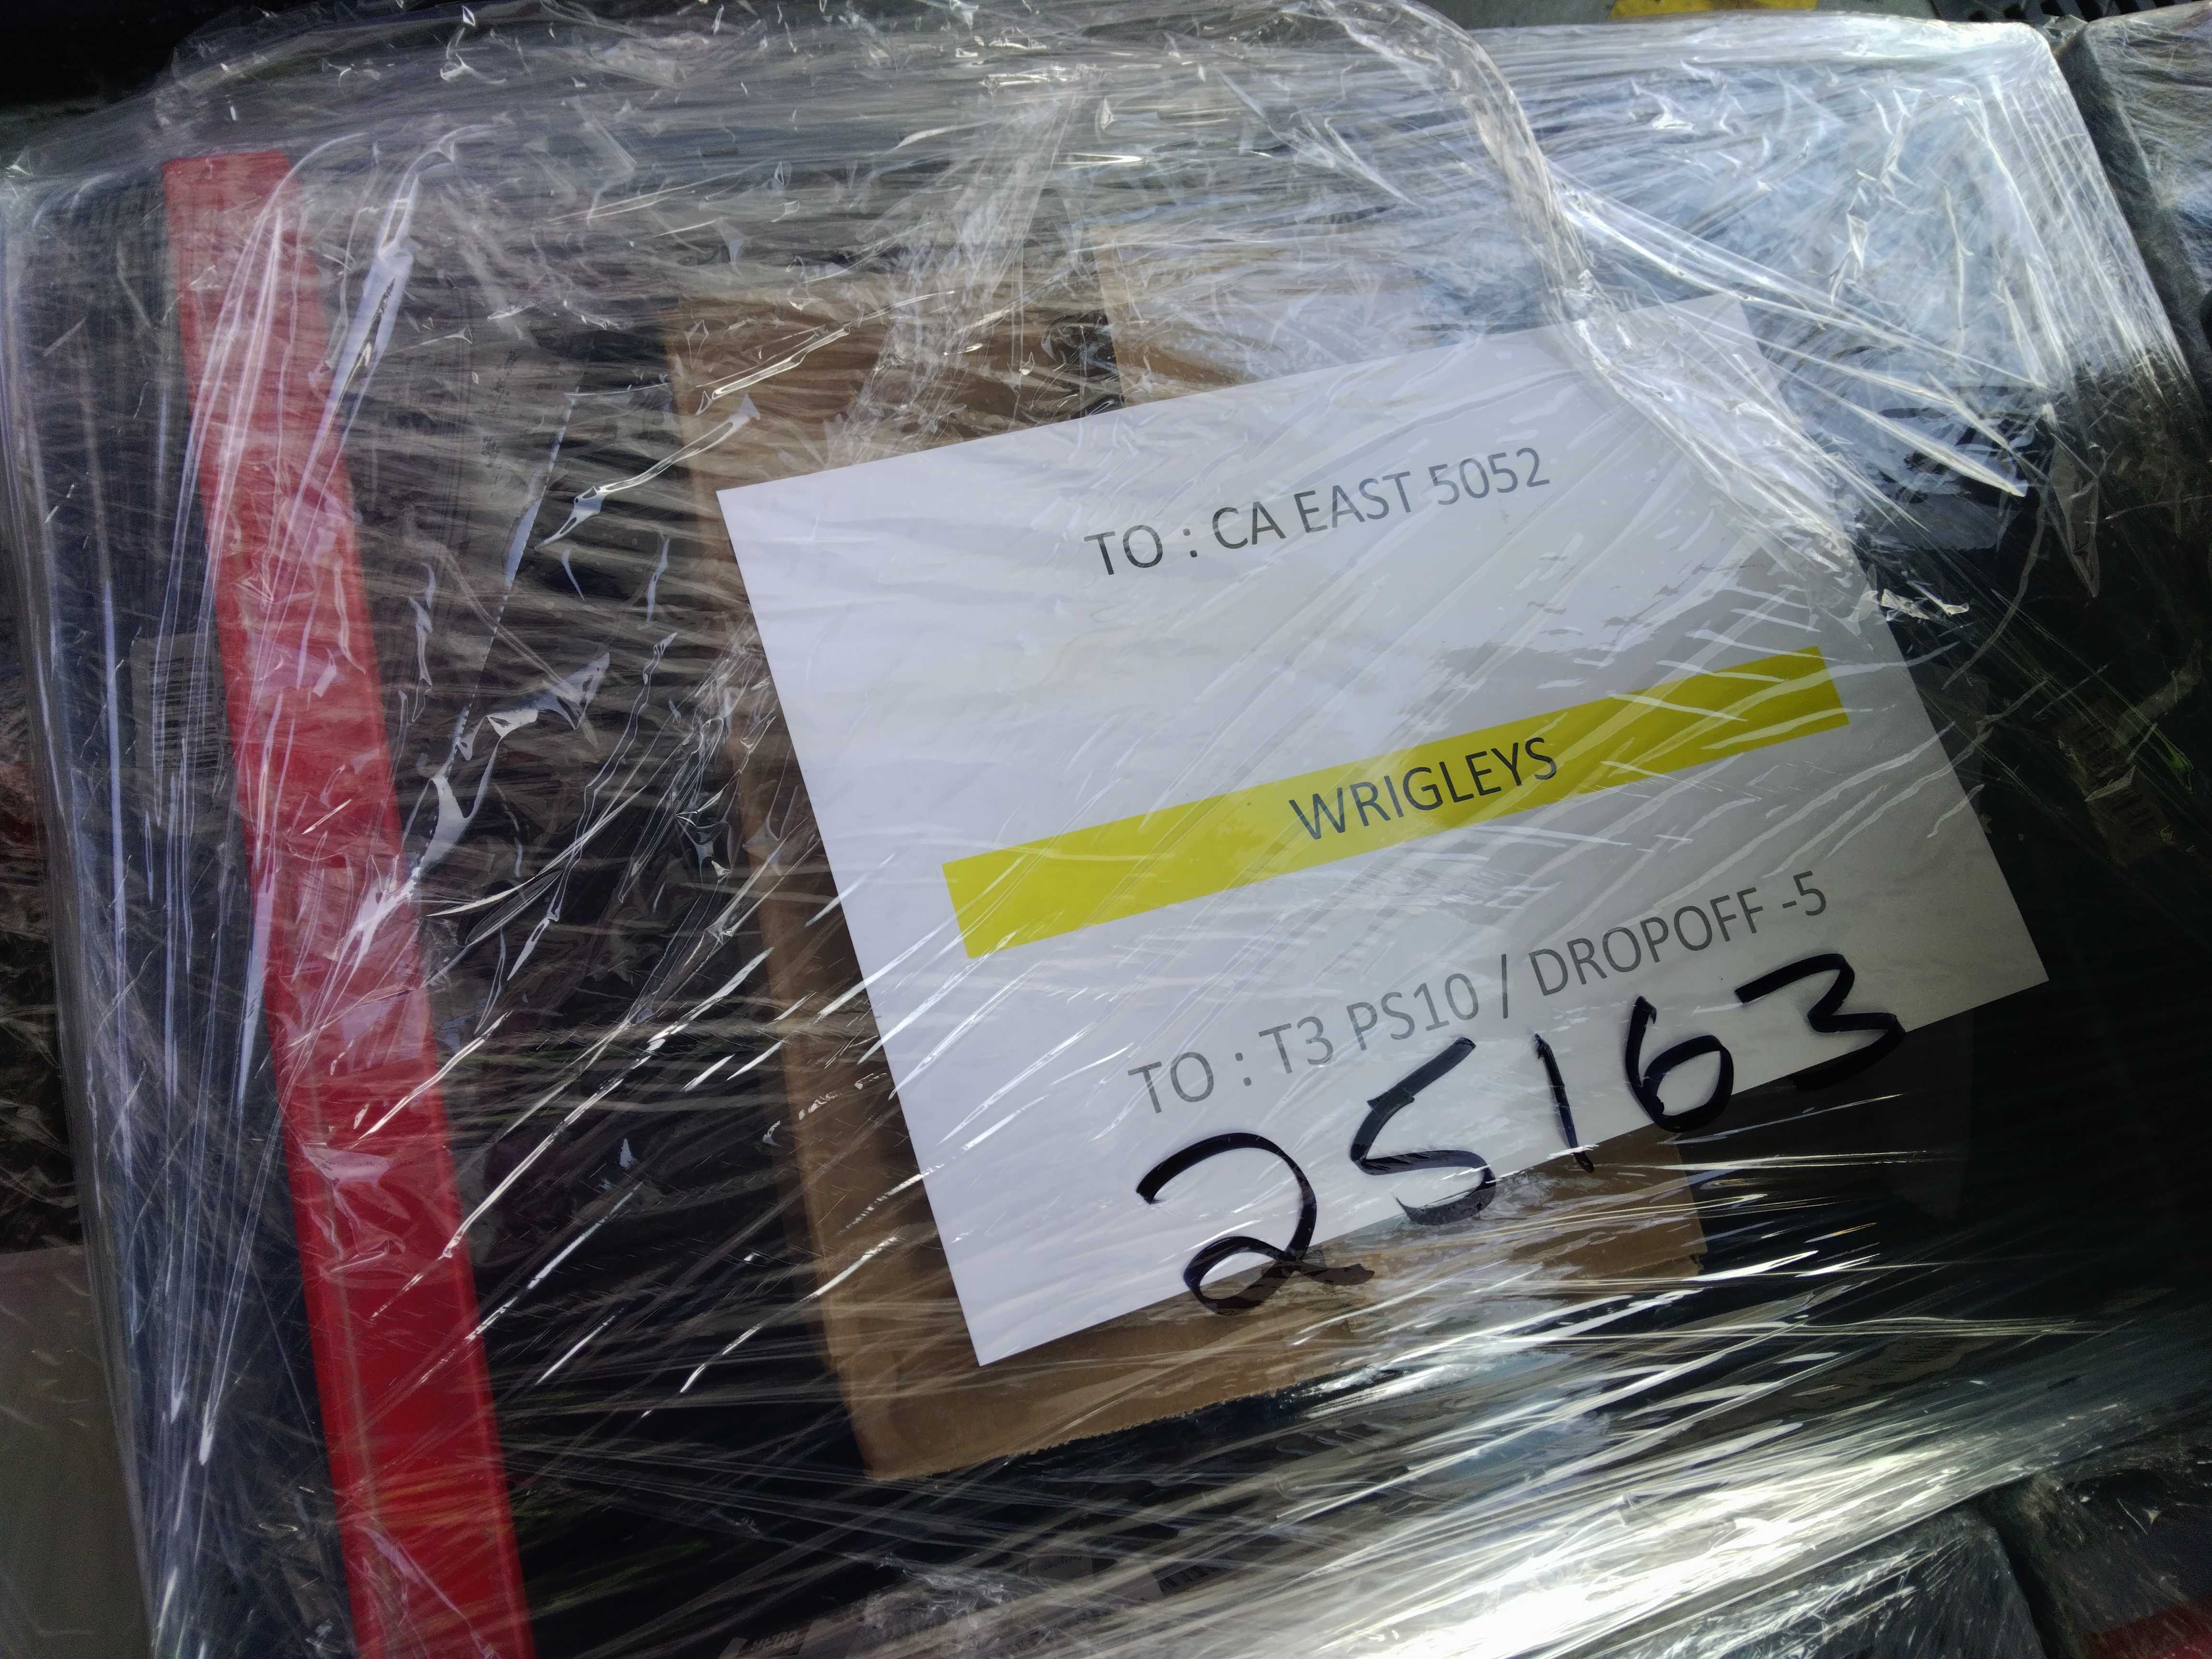 TO : CA EAST 5052
WRIGLEYS
TO : T3 PS10 / DROPOFF -5
25163